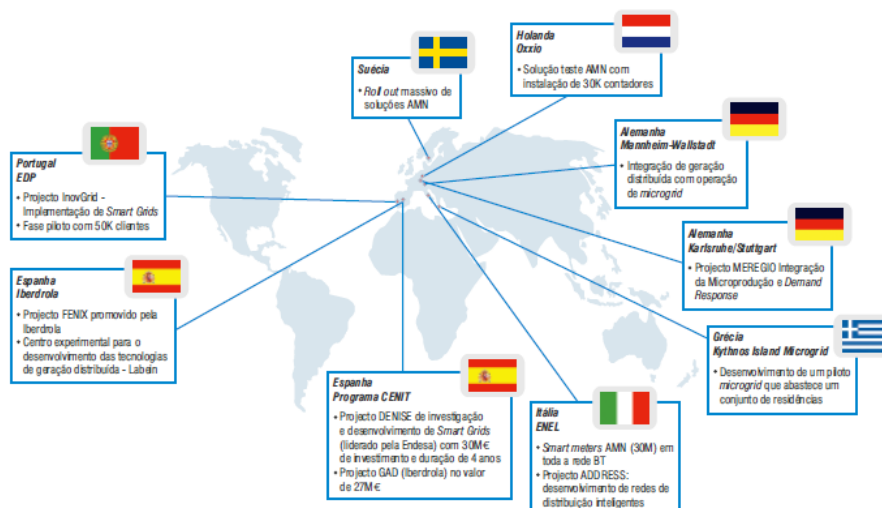 Holanda
Oxxio
• Solução teste AMN com
instalação de 30K contadores
Suécia
• Roll out massivo de
soluções AMN
Alemanha
Mannheim-Wallstadt
• Integração de geração
distribuída com operação
de microgrid
Portugal
EDP
• Projecto InovGrid -
Implementação de Smart Grids
• Fase piloto com 50K clientes
Alemanha
Karlsruhe/Stuttgart
• Projecto MEREGIO Integração
da Microprodução e Demand
Response
Espanha
Iberdrola
• Projecto FENIX promovido pela
Iberdrola
• Centro experimental para o
desenvolvimento das tecnologias
de geração distribuída - Labein
Grécia
Kythnos Island Microgrid
• Desenvolvimento de um piloto
microgrid que abastece um
conjunto de residências
Espanha
Programa CENIT
• Projecto DENISE de investigação
e desenvolvimento de Smart Grids
(liderado pela Endesa) com 30M€
de investimento e duração de 4 anos
• Projecto GAD (Iberdrola) no valor
de 27M€
Itália
ENEL
• Smart meters AMN (30M) em
toda a rede BT
• Projecto ADDRESS:
desenvolvimento de redes de
distribuição inteligentes